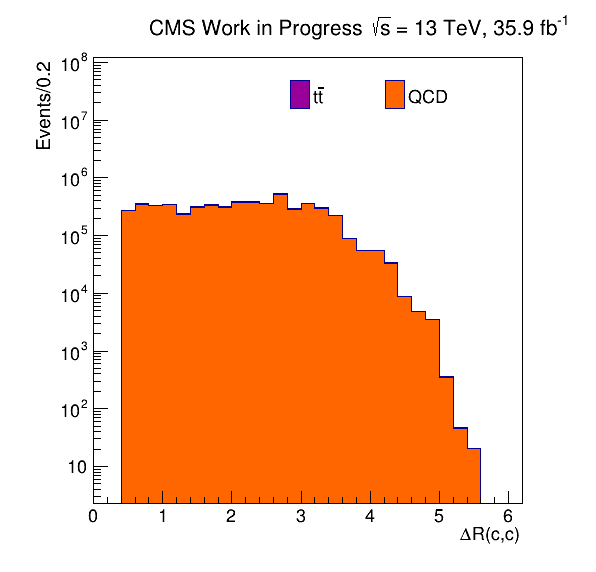 CMS Work in Progress √s = 13 TeV, 35.9 fb⁻¹
Events/0.2
tt̄
QCD
10⁸
10⁷
10⁶
10⁵
10⁴
10³
10²
10
0 1 2 3 4 5 6
ΔR(c,c)